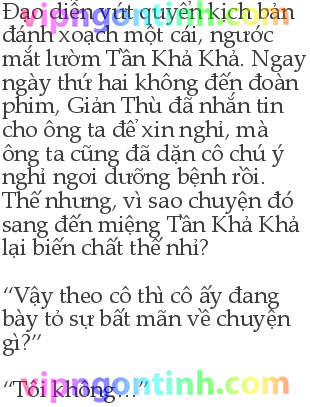 Đạo diễn vứt quyển kịch bản
đánh xoạch một cái, ngước
mắt lườm Tần Khả Khả. Ngay
ngày thứ hai không đến đoàn
phim, Giản Thù đã nhắn tin
cho ông ta để xin nghỉ, mà
ông ta cũng đã dặn cô chú ý
nghỉ ngơi dưỡng bệnh rồi.
Thế nhưng, vì sao chuyện đó
sang đến miệng Tần Khả Khả
lại biến chất thế nhỉ?
“Vậy theo cô thì cô ấy đang
bày tỏ sự bất mãn về chuyện
gì?”
“Tôi không…”
vipngontinh.com
vipngontinh.com